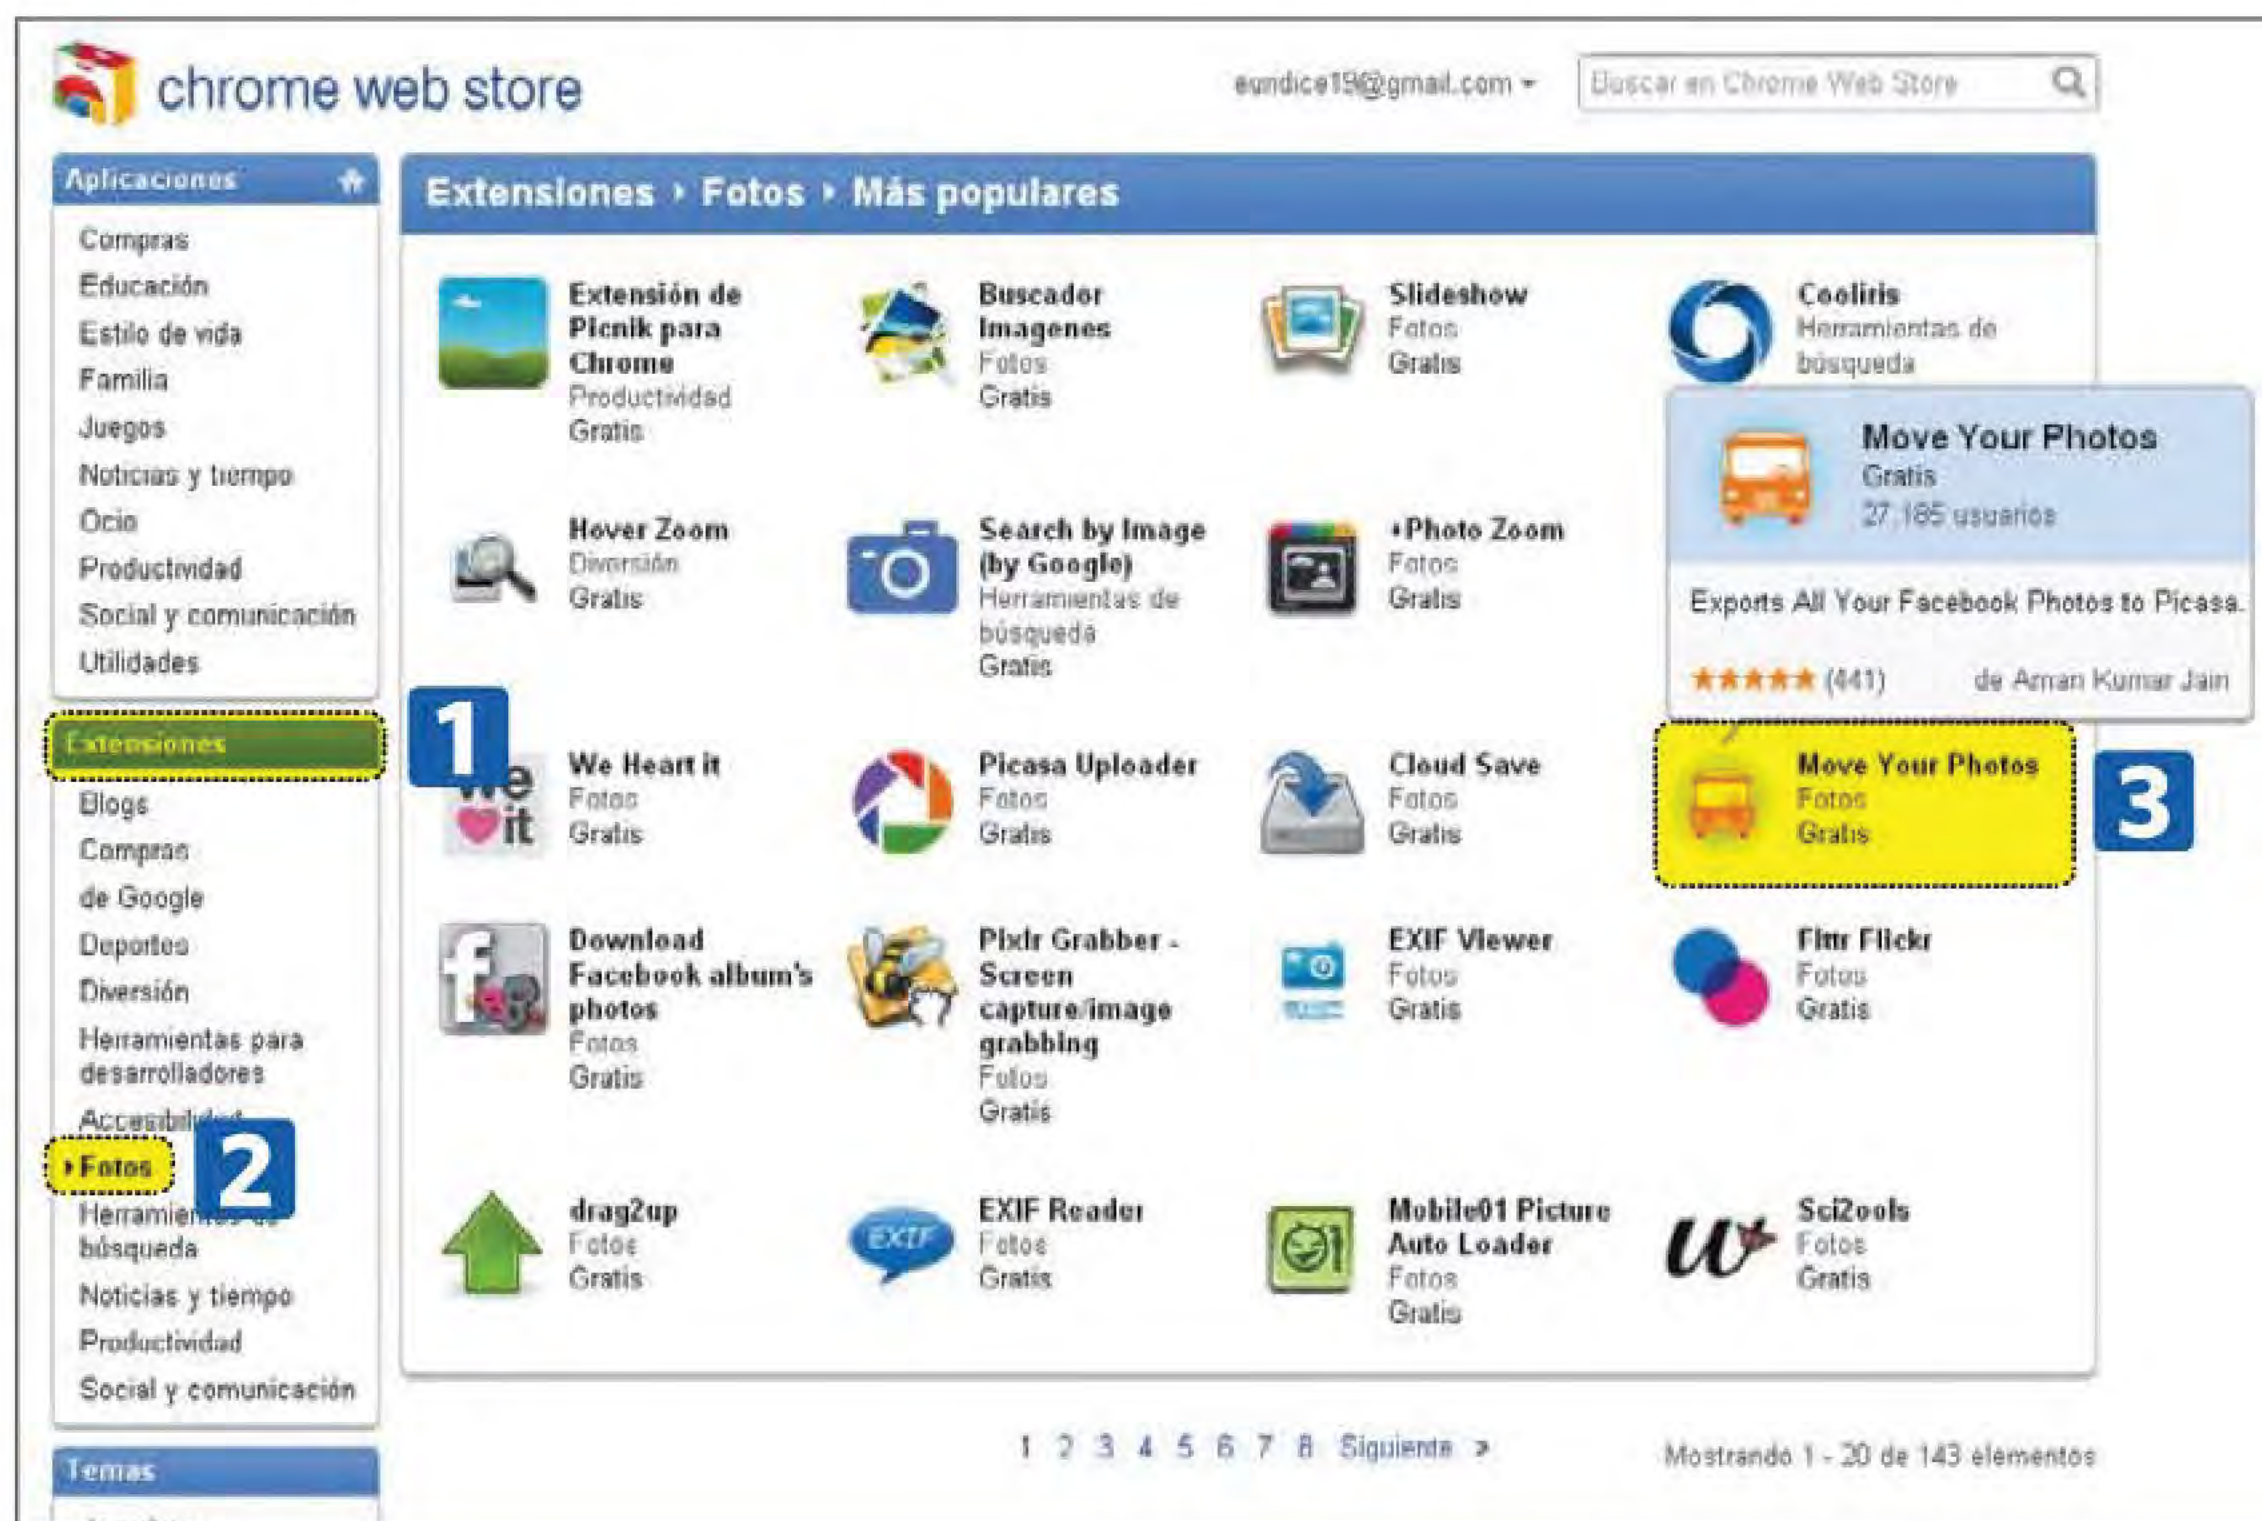 chrome web store
eundice19@gmail.com
Buscar en Chrome Web Store
Aplicaciones
Compras
Educación
Estilo de vida
Familia
Juegos
Noticias y tiempo
Ocio
Productividad
Social y comunicación
Utilidades
Extensiones
Blogs
Compras
de Google
Deportes
Diversión
Herramientas para
desarrolladores
Accesibilidad
Fotos
Herramientas de
búsqueda
Noticias y tiempo
Productividad
Social y comunicación
Temas
1
2
Extensiones › Fotos › Más populares
Extensión de
Picnik para
Chrome
Productividad
Gratis
Buscador
Imagenes
Fotos
Gratis
Slideshow
Fotos
Gratis
Cooliris
Herramientas de
búsqueda
Hover Zoom
Diversión
Gratis
Search by Image
(by Google)
Herramientas de
búsqueda
Gratis
+Photo Zoom
Fotos
Gratis
Move Your Photos
Gratis
27,185 usuarios
Exports All Your Facebook Photos to Picasa.
(441) de Aman Kumar Jain
we
it
We Heart it
Fotos
Gratis
Picasa Uploader
Fotos
Gratis
Cloud Save
Fotos
Gratis
Move Your Photos
Fotos
Gratis
3
Download
Facebook album's
photos
Fotos
Gratis
Pixlr Grabber -
Screen
capture/image
grabbing
Fotos
Gratis
EXIF Viewer
Fotos
Gratis
Flttr Flickr
Fotos
Gratis
drag2up
Fotos
Gratis
EXIF
EXIF Reader
Fotos
Gratis
Mobile01 Picture
Auto Loader
Fotos
Gratis
Sci2ools
Fotos
Gratis
1 2 3 4 5 6 7 8 Siguiente »
Mostrando 1 - 20 de 143 elementos